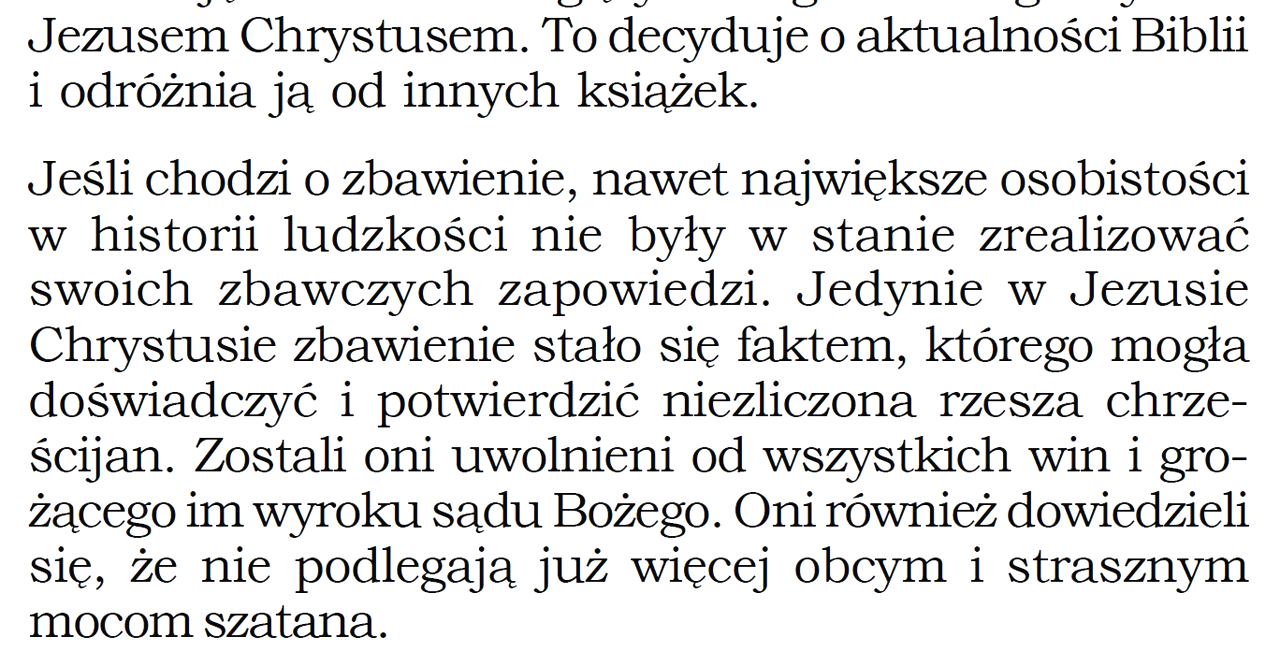 Jezusem Chrystusem. To decyduje o aktualności Biblii
i odróżnia ją od innych książek.
Jeśli chodzi o zbawienie, nawet największe osobistości
w historii ludzkości nie były w stanie zrealizować
swoich zbawczych zapowiedzi. Jedynie w Jezusie
Chrystusie zbawienie stało się faktem, którego mogła
doświadczyć i potwierdzić niezliczona rzesza chrze-
ścijan. Zostali oni uwolnieni od wszystkich win i gro-
żącego im wyroku sądu Bożego. Oni również dowiedzieli
się, że nie podlegają już więcej obcym i strasznym
mocom szatana.